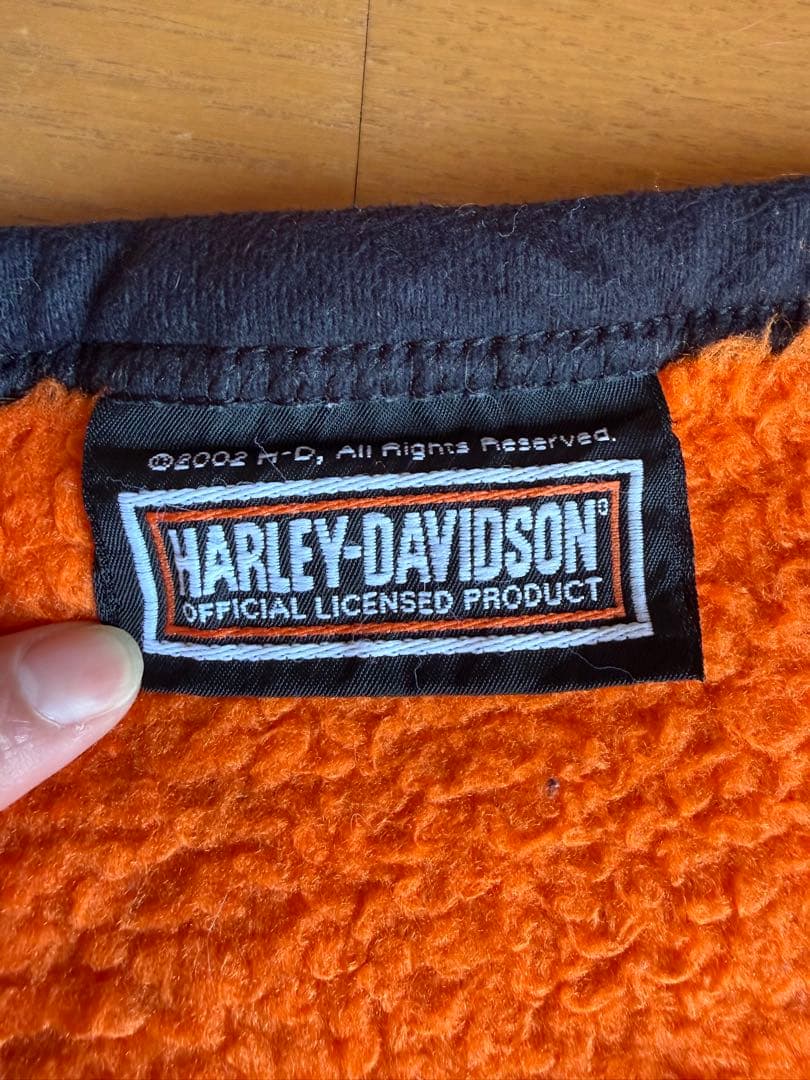 ©2002 H-D, All Rights Reserved.
HARLEY-DAVIDSON®
OFFICIAL LICENSED PRODUCT